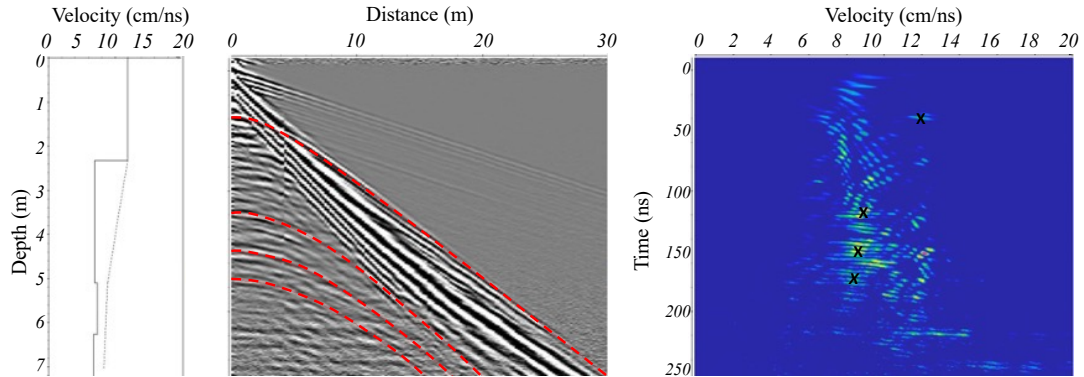 Velocity (cm/ns)
0 5 10 15 20
Depth (m)
0
1
2
3
4
5
6
7
Distance (m)
0 10 20 30
Velocity (cm/ns)
0 2 4 6 8 10 12 14 16 18 20
Time (ns)
0
50
100
150
200
250
x
x
x
x